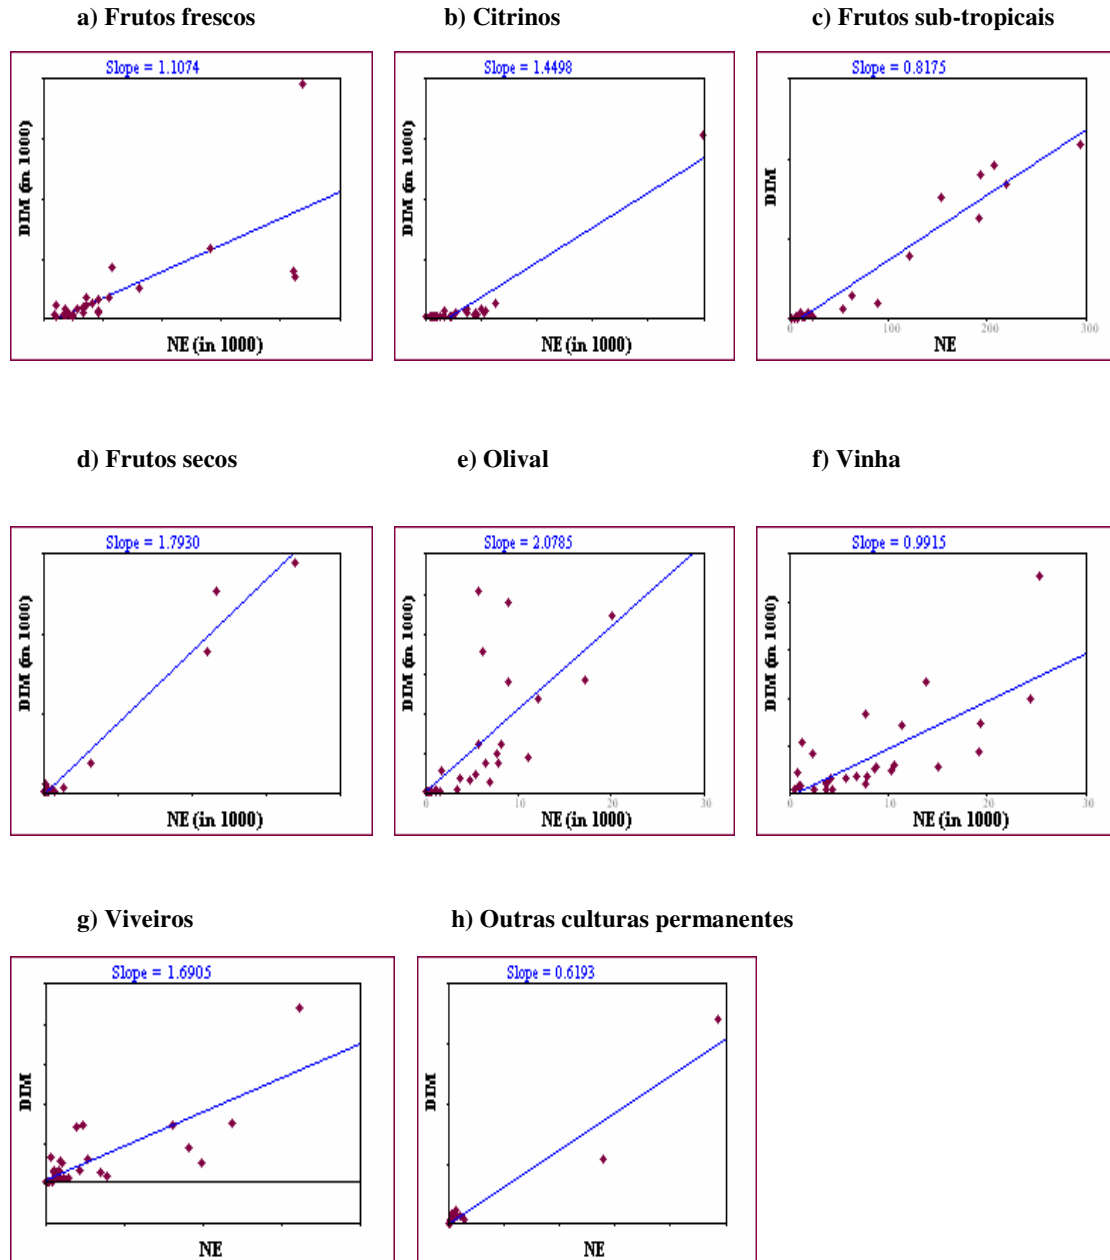 a) Frutos frescos
b) Citrinos
c) Frutos sub-tropicais
Slope = 1.1074
DIM (in 1000)
NE (in 1000)
Slope = 1.4498
DIM (in 1000)
NE (in 1000)
Slope = 0.8175
DIM
0 100 200 300
NE
d) Frutos secos
e) Olival
f) Vinha
Slope = 1.7930
DIM (in 1000)
NE (in 1000)
Slope = 2.0785
DIM (in 1000)
0 10 20 30
NE (in 1000)
Slope = 0.9915
DIM (in 1000)
0 10 20 30
NE (in 1000)
g) Viveiros
h) Outras culturas permanentes
Slope = 1.6905
DIM
NE
Slope = 0.6193
DIM
NE